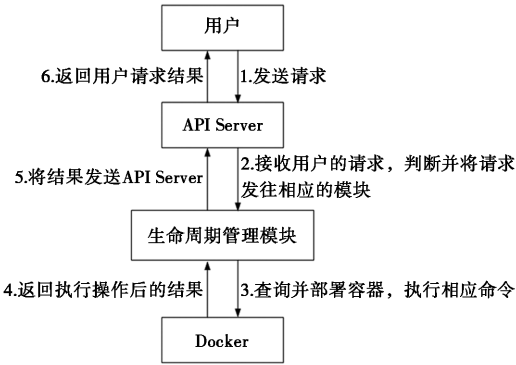 用户
6.返回用户请求结果
1.发送请求
API Server
5.将结果发送API Server
2.接收用户的请求，判断并将请求
发往相应的模块
生命周期管理模块
4.返回执行操作后的结果
3.查询并部署容器，执行相应命令
Docker